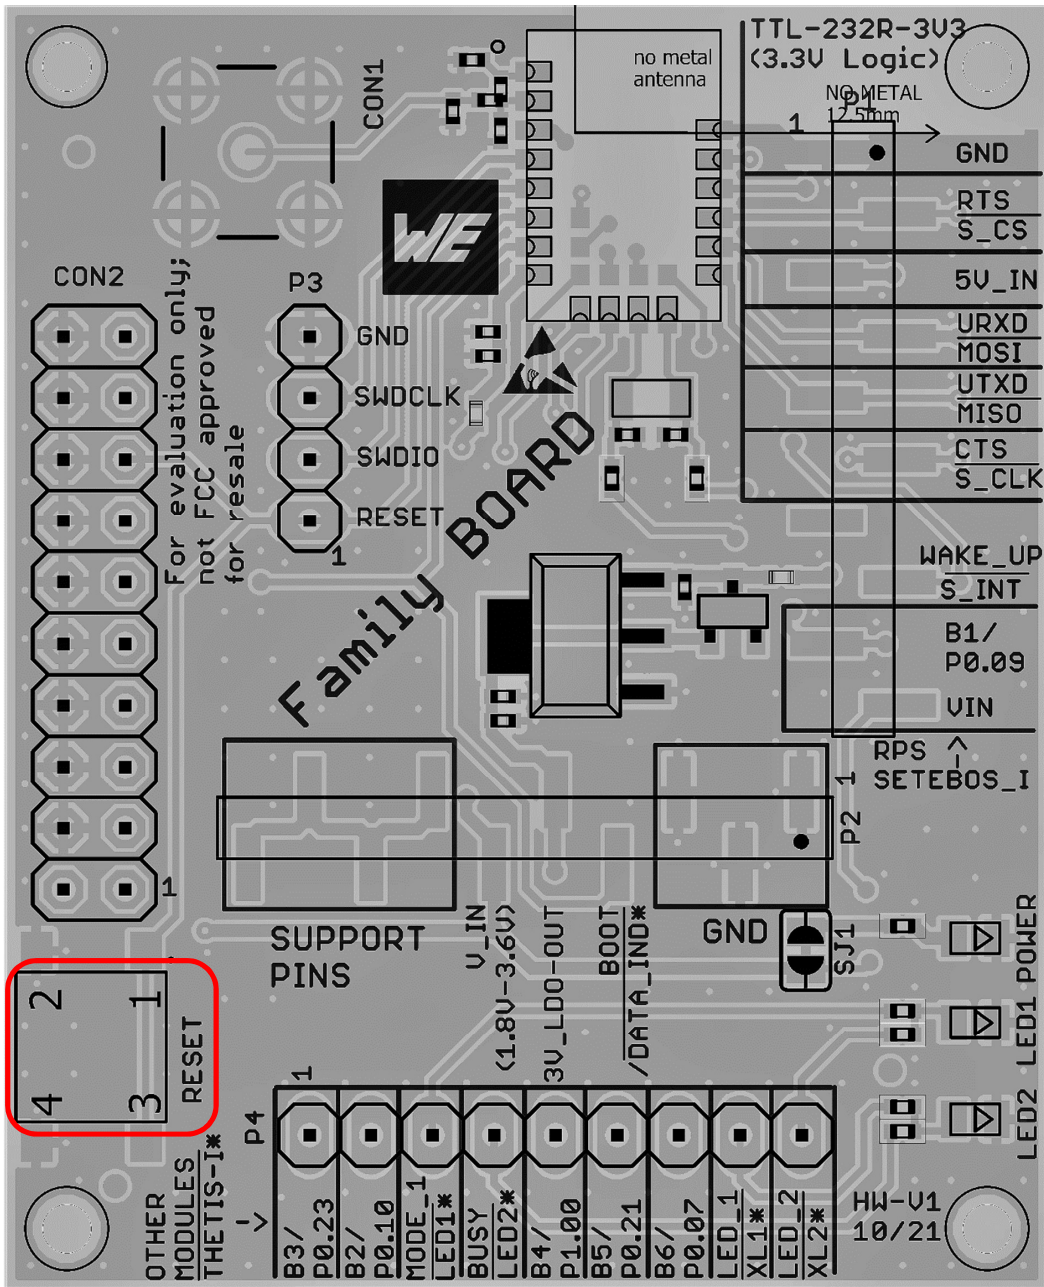 TTL-232R-3V3
(3.3V Logic)
no metal
antenna
NO METAL
12.5mm
P1
1
CON1
GND
RTS
S_CS
5V_IN
URXD
MOSI
UTXD
MISO
CTS
S_CLK
WAKE_UP
S_INT
B1/
P0.09
VIN
RPS
SETEBOS_I
WE
CON2
P3
GND
SWDCLK
SWDIO
RESET
1
For evaluation only;
not FCC approved
for resale
Family BOARD
1
1
P2
SUPPORT
PINS
V_IN
(1.8V-3.6V)
3V_LDO-OUT
BOOT
/DATA_IND*
GND
SJ1
POWER
LED1
LED2
2
1
4
3
RESET
1
P4
OTHER
MODULES
THETIS-I*
B3/
P0.23
B2/
P0.10
MODE_1
LED1*
BUSY
LED2*
B4/
P1.00
B5/
P0.21
B6/
P0.07
LED_1
XL1*
LED_2
XL2*
HW-V1
10/21